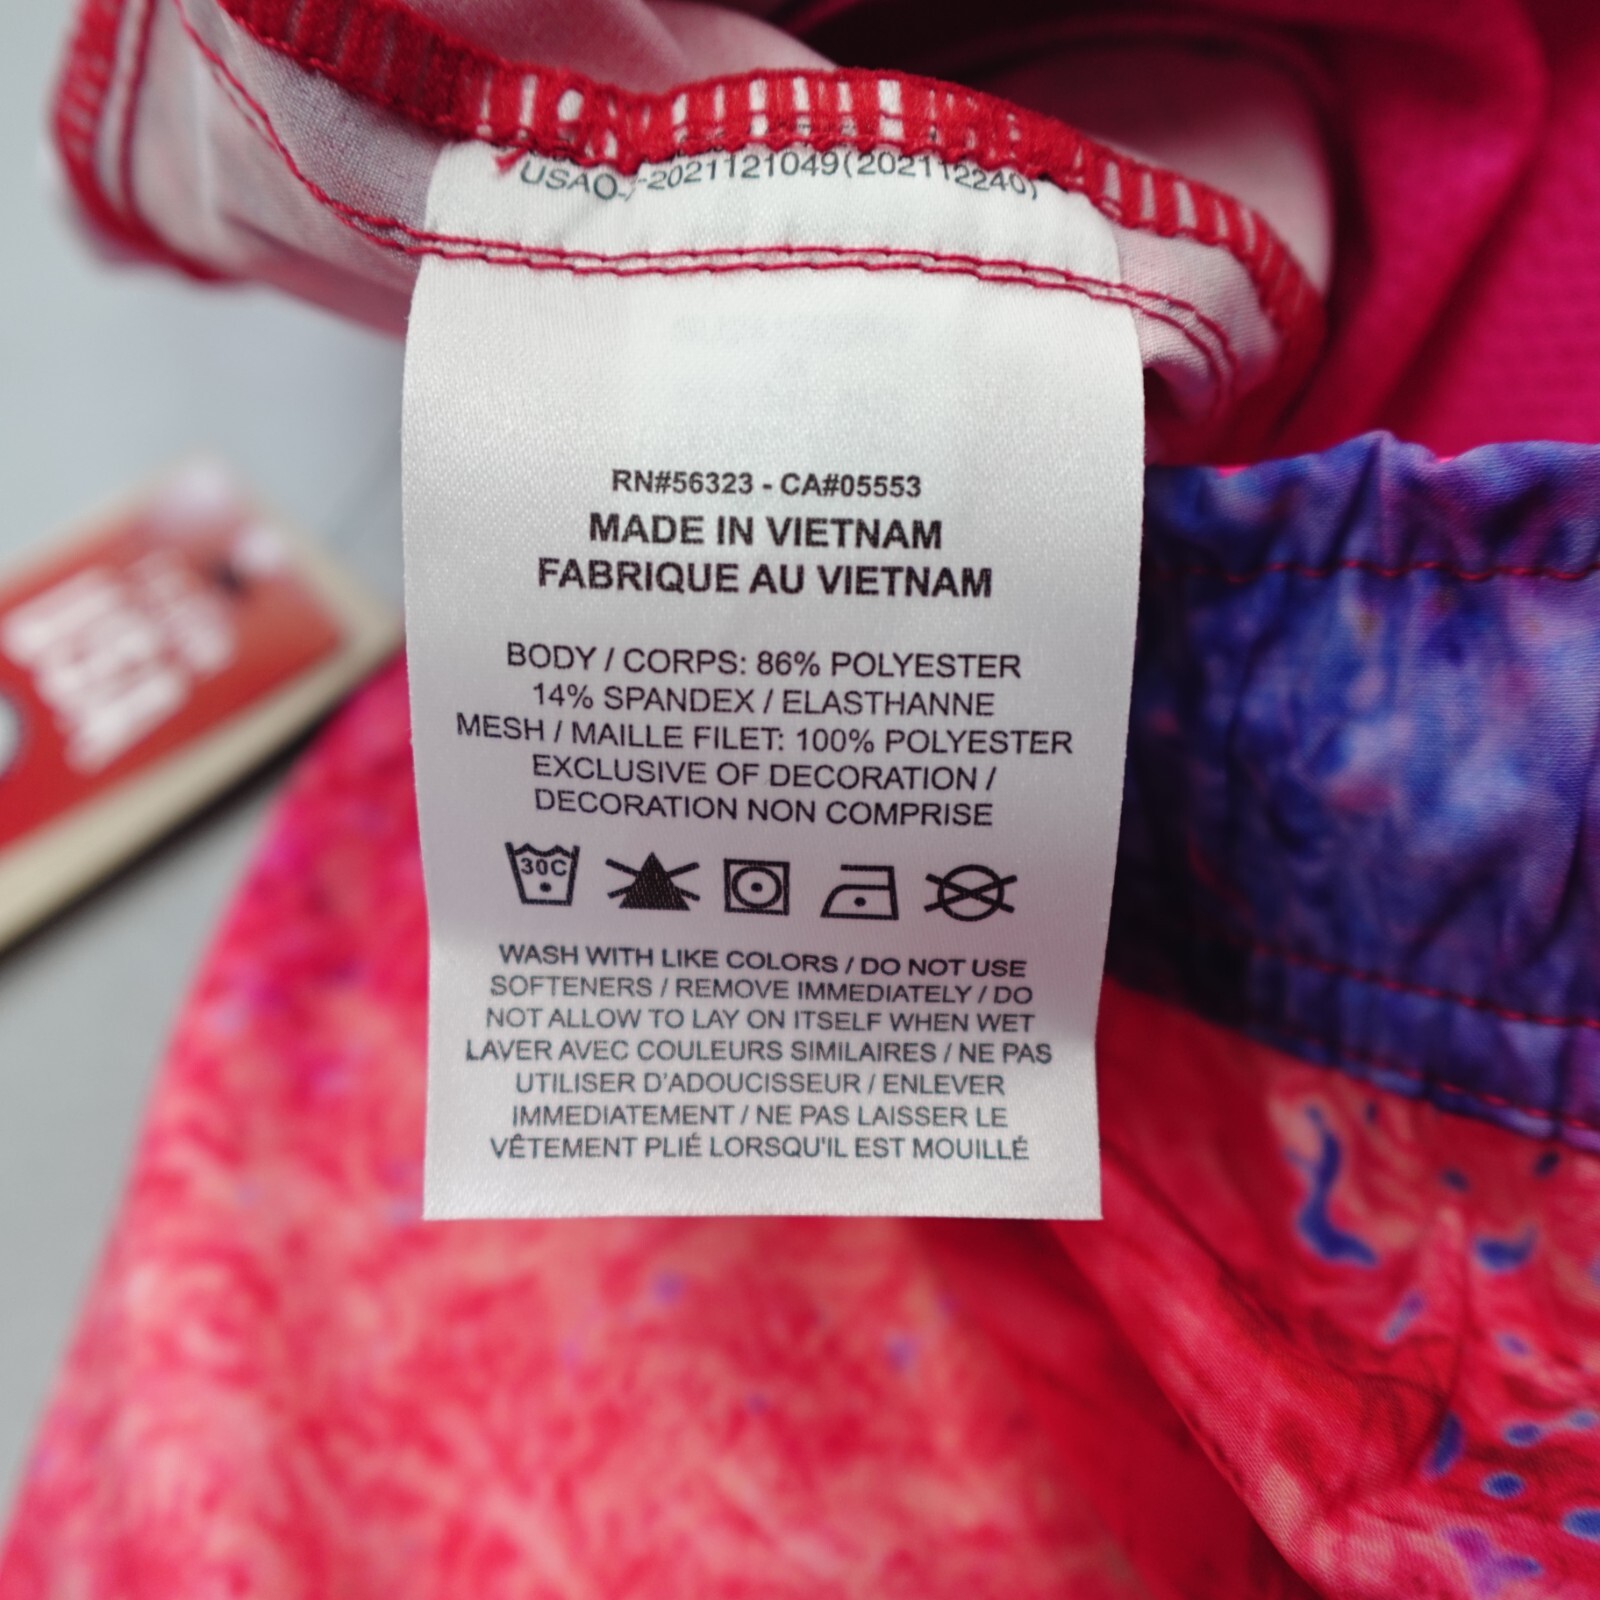 2021121049(202112240)
RN#56323 - CA#05553
MADE IN VIETNAM
FABRIQUE AU VIETNAM
BODY / CORPS: 86% POLYESTER
14% SPANDEX / ELASTHANNE
MESH / MAILLE FILET: 100% POLYESTER
EXCLUSIVE OF DECORATION /
DECORATION NON COMPRISE
30C
WASH WITH LIKE COLORS / DO NOT USE
SOFTENERS / REMOVE IMMEDIATELY / DO
NOT ALLOW TO LAY ON ITSELF WHEN WET
LAVER AVEC COULEURS SIMILAIRES / NE PAS
UTILISER D'ADOUCISSEUR / ENLEVER
IMMEDIATEMENT / NE PAS LAISSER LE
VÊTEMENT PLIÉ LORSQU'IL EST MOUILLÉ